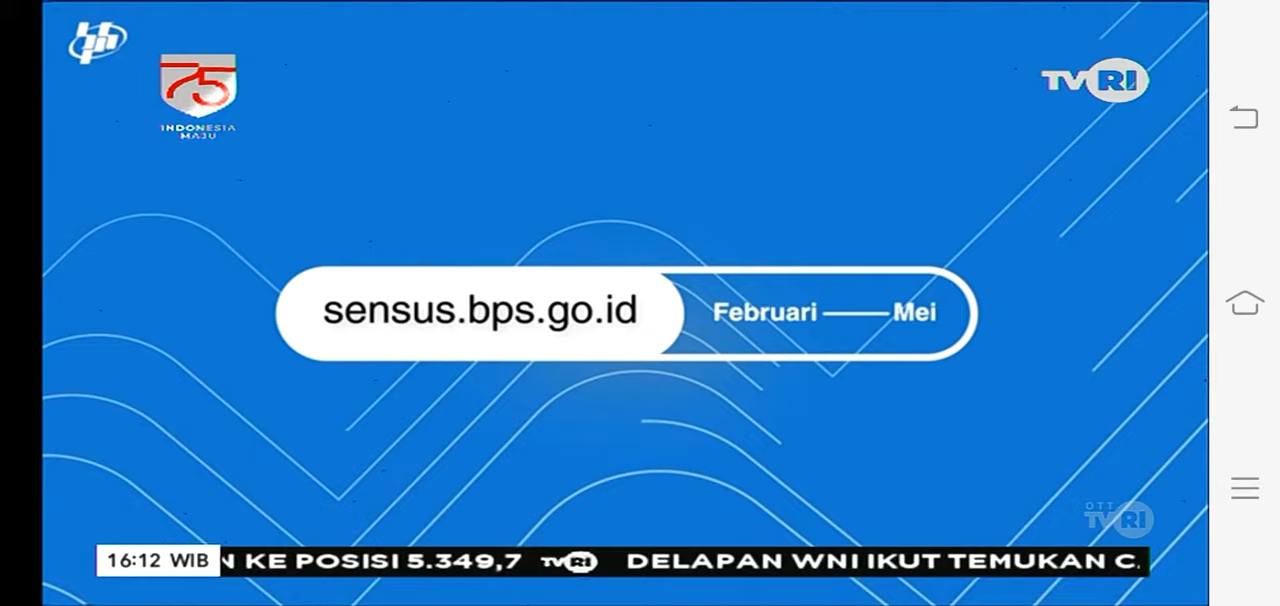 75
INDONESIA
MAJU
TVRI
sensus.bps.go.id
Februari — Mei
OTT
TVRI
16:12 WIB
N KE POSISI 5.349,7 TVRI DELAPAN WNI IKUT TEMUKAN